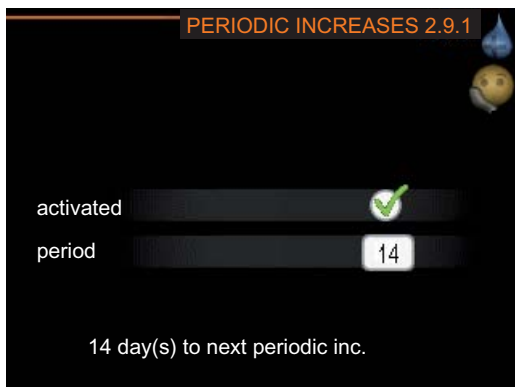 PERIODIC INCREASES 2.9.1
activated
period 14
14 day(s) to next periodic inc.